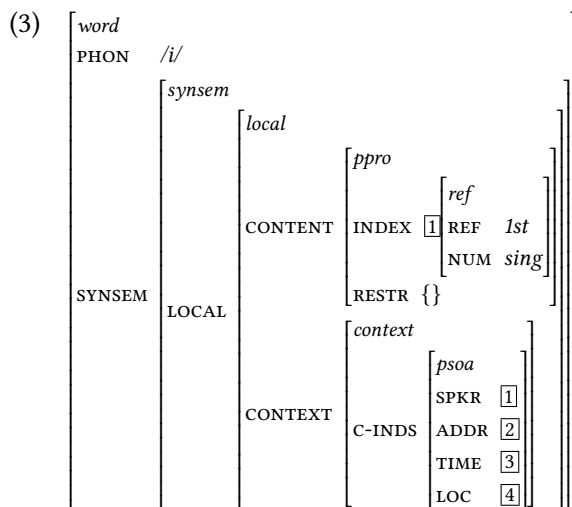 (3)
word
PHON /i/
synsem
local
ppro
ref
CONTENT INDEX 1 REF 1st
NUM sing
RESTR {}
SYNSEM LOCAL
context
psoa
SPKR 1
CONTEXT C-INDS ADDR 2
TIME 3
LOC 4